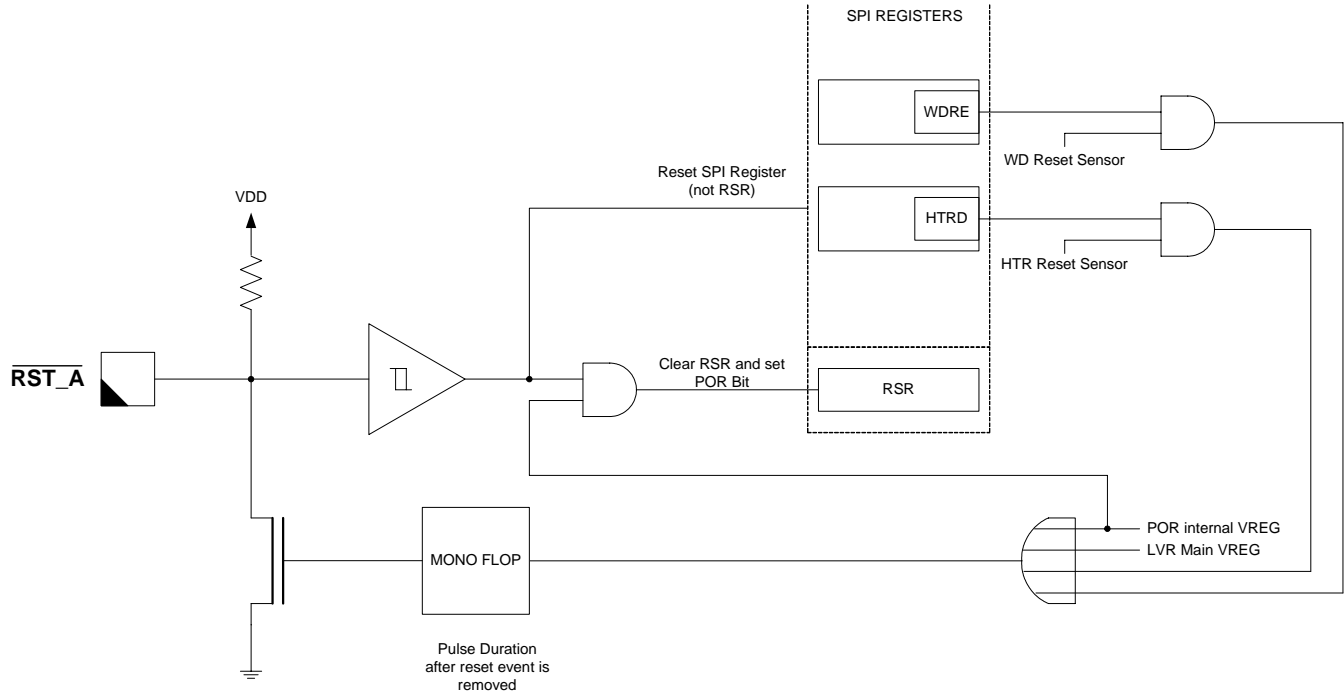 SPI REGISTERS
WDRE
WD Reset Sensor
Reset SPI Register
(not RSR)
VDD
HTRD
HTR Reset Sensor
RST_A
Clear RSR and set
POR Bit
RSR
POR internal VREG
LVR Main VREG
MONO FLOP
Pulse Duration
after reset event is
removed